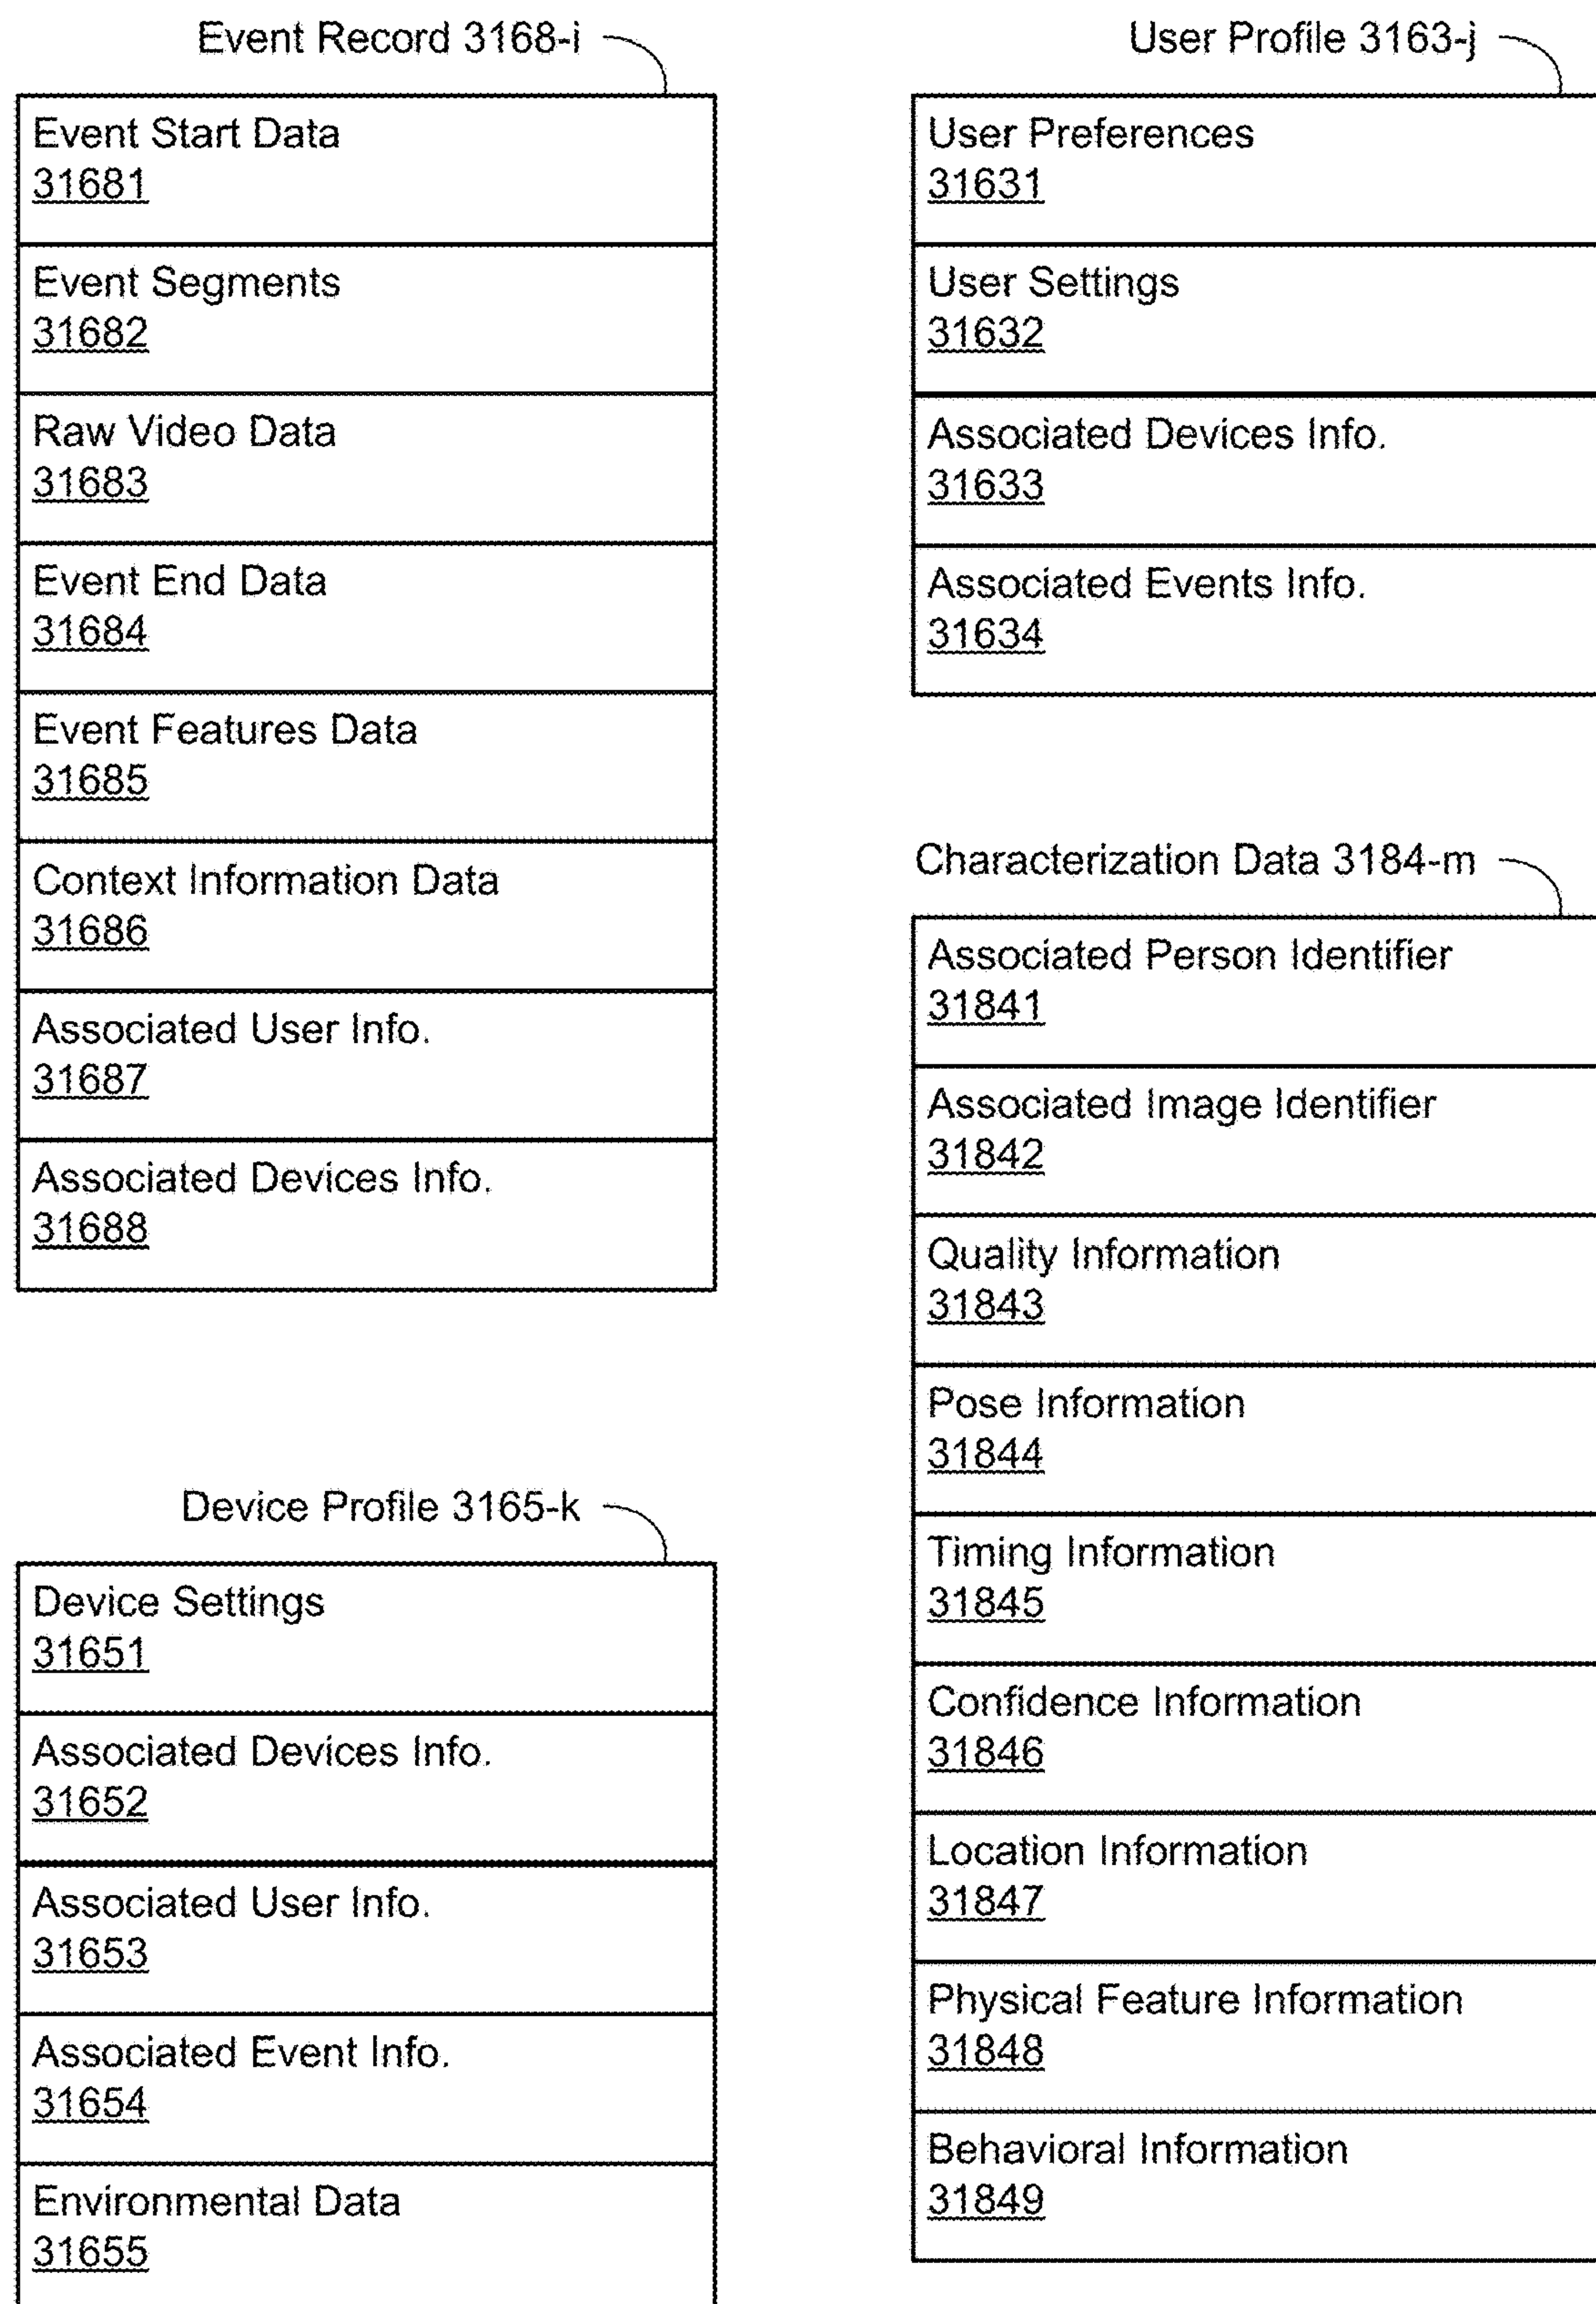 Event Record 3168-i
Event Start Data
31681
Event Segments
31682
Raw Video Data
31683
Event End Data
31684
Event Features Data
31685
Context Information Data
31686
Associated User Info.
31687
Associated Devices Info.
31688
Device Profile 3165-k
Device Settings
31651
Associated Devices Info.
31652
Associated User Info.
31653
Associated Event Info.
31654
Environmental Data
31655
User Profile 3163-j
User Preferences
31631
User Settings
31632
Associated Devices Info.
31633
Associated Events Info.
31634
Characterization Data 3184-m
Associated Person Identifier
31841
Associated Image Identifier
31842
Quality Information
31843
Pose Information
31844
Timing Information
31845
Confidence Information
31846
Location Information
31847
Physical Feature Information
31848
Behavioral Information
31849